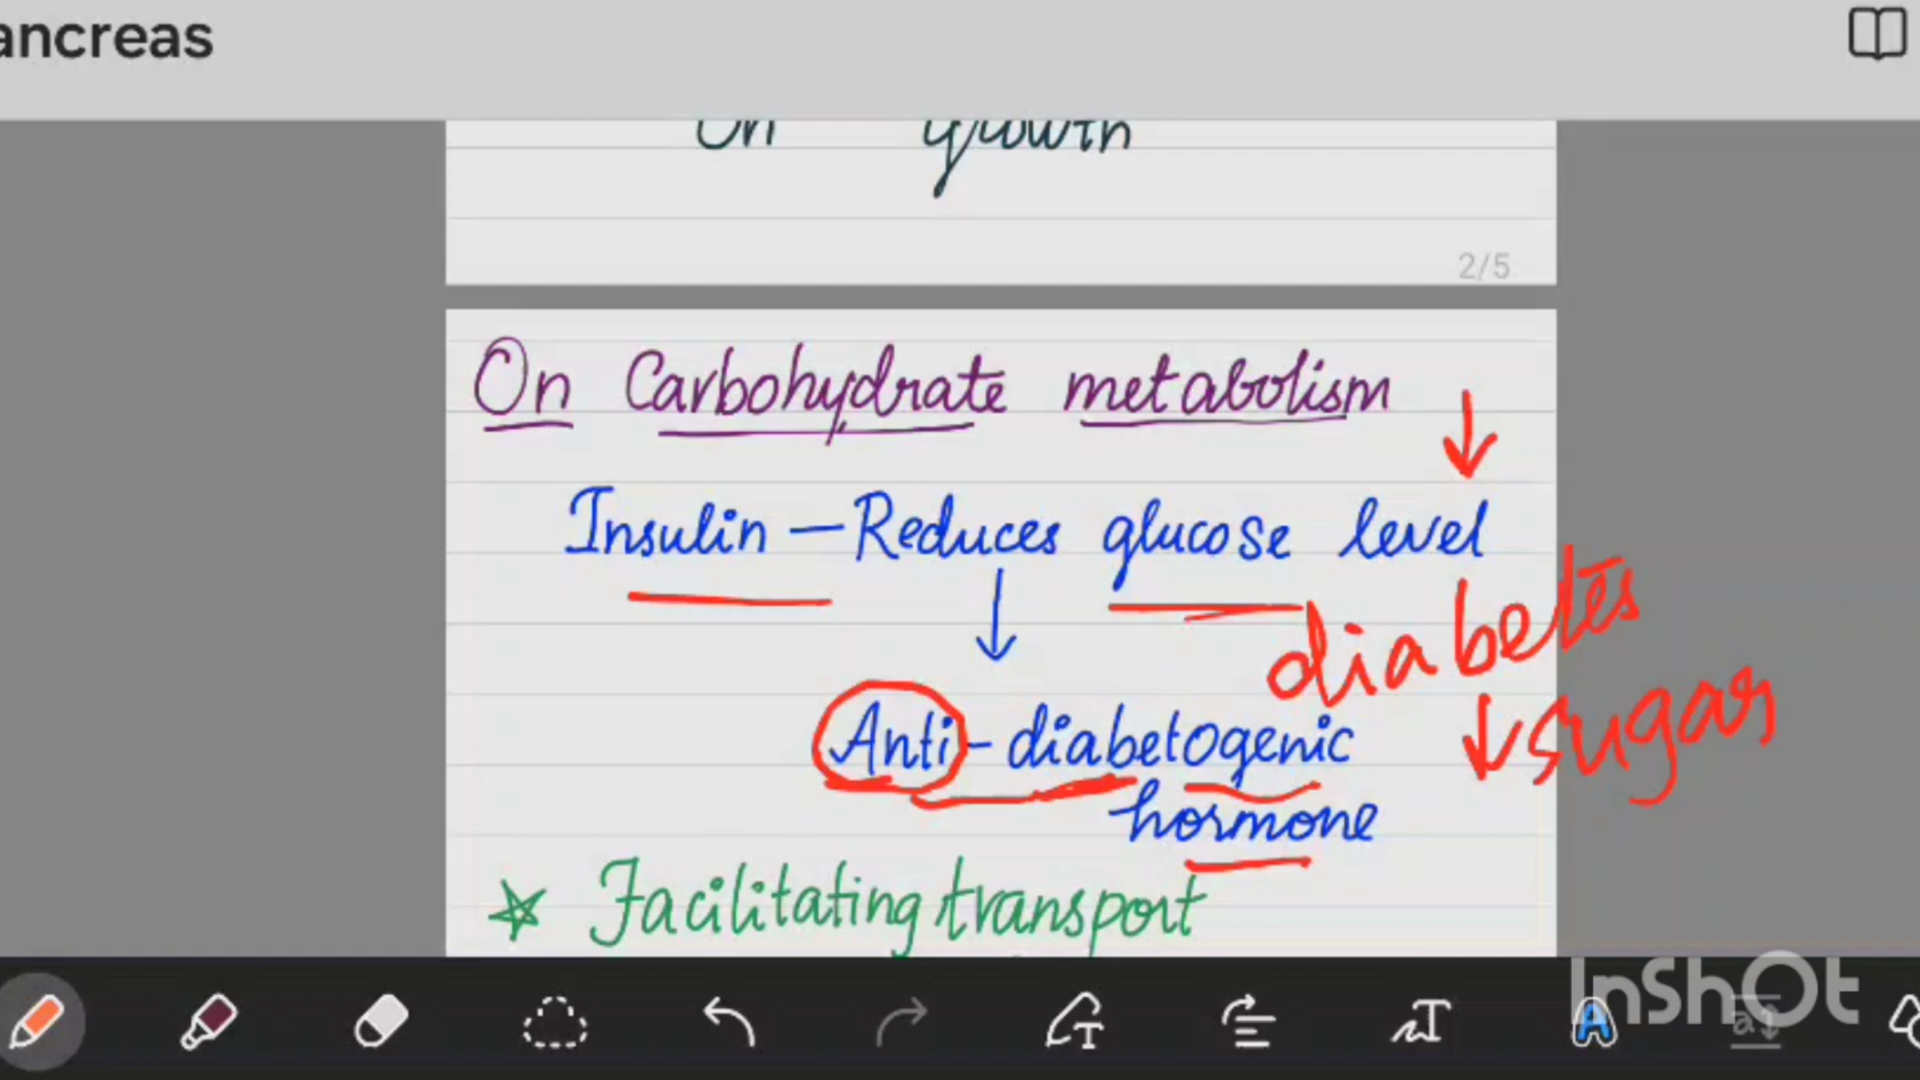 ancreas
On growth
2/5
On Carbohydrate metabolism
Insulin – Reduces glucose level
diabetes
Anti-diabetogenic
sugar
hormone
Facilitating transport
InShOt